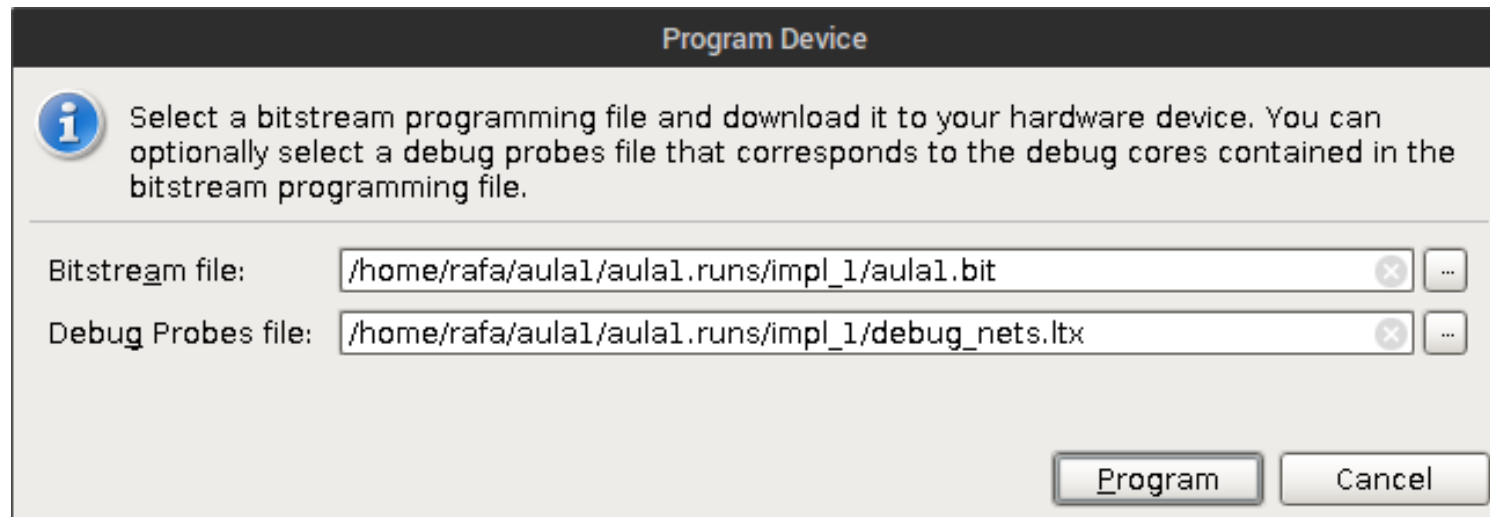 Program Device
Select a bitstream programming file and download it to your hardware device. You can
optionally select a debug probes file that corresponds to the debug cores contained in the
bitstream programming file.
Bitstream file: /home/rafa/aula1/aula1.runs/impl_1/aula1.bit ...
Debug Probes file: /home/rafa/aula1/aula1.runs/impl_1/debug_nets.ltx ...
Program Cancel